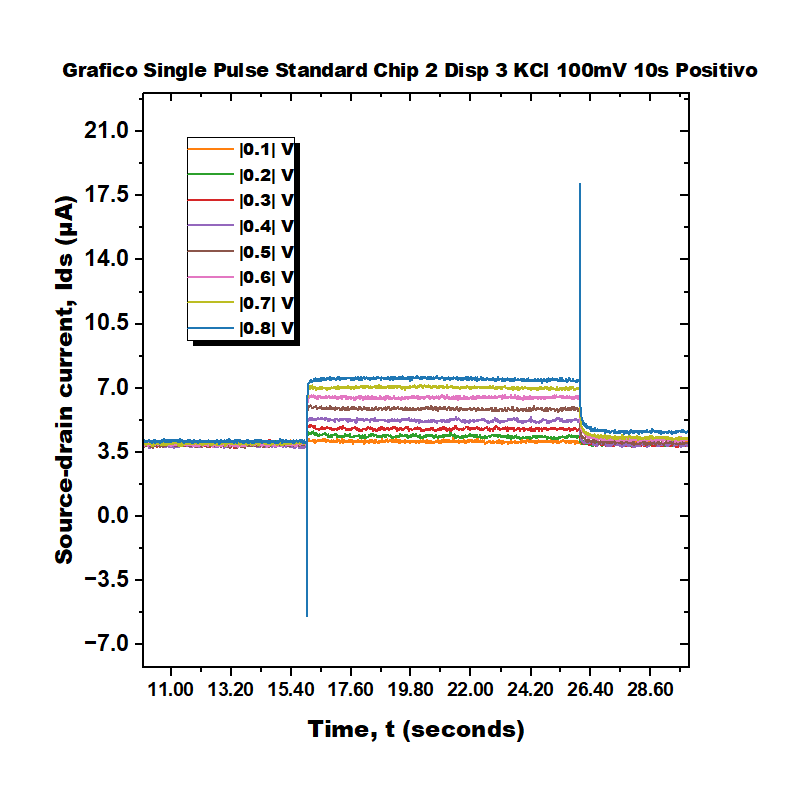 Grafico Single Pulse Standard Chip 2 Disp 3 KCl 100mV 10s Positivo
21.0
17.5
14.0
10.5
7.0
3.5
0.0
−3.5
−7.0
Source-drain current, Ids (µA)
|0.1| V
|0.2| V
|0.3| V
|0.4| V
|0.5| V
|0.6| V
|0.7| V
|0.8| V
11.00 13.20 15.40 17.60 19.80 22.00 24.20 26.40 28.60
Time, t (seconds)